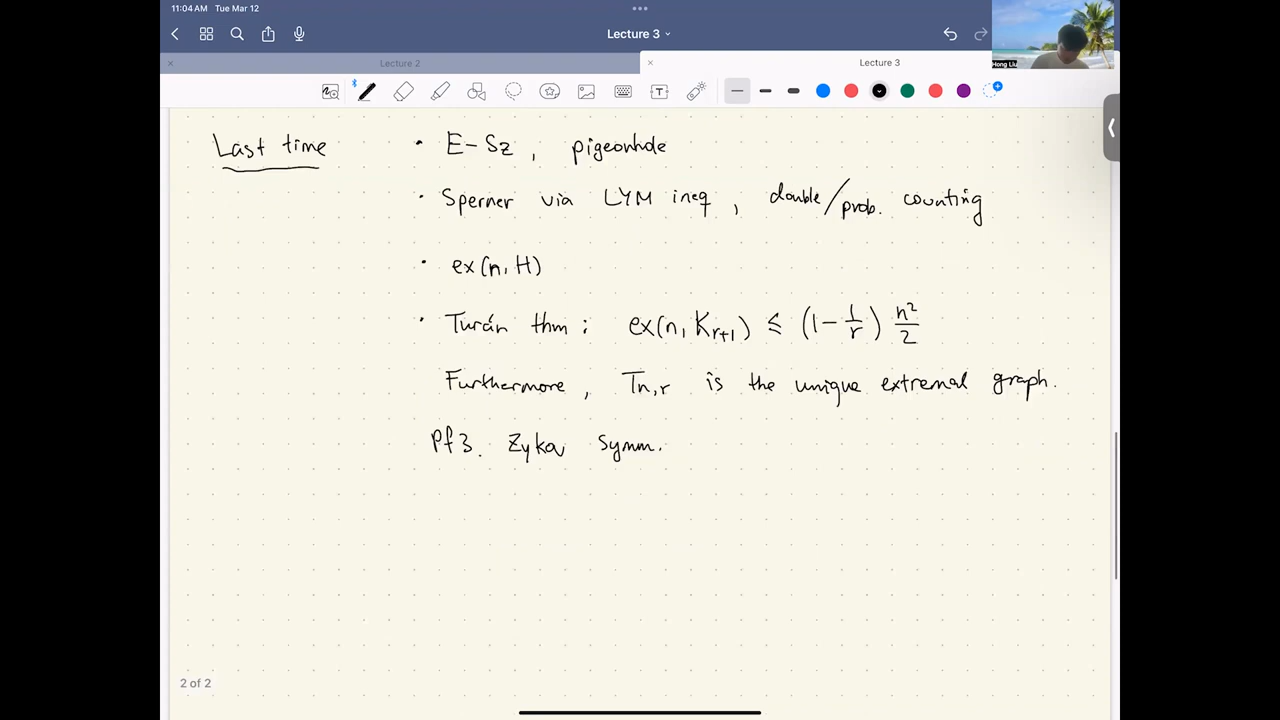 11:04 AM Tue Mar 12
Lecture 3
Lecture 2
Lecture 3
Hong Liu
Last time • E-Sz, pigeonhole
• Sperner via LYM ineq, double/prob. counting
• ex(n, H)
• Turán thm: ex(n, K_{r+1}) ≤ (1 - 1/r) n²/2
Furthermore, T_{n,r} is the unique extremal graph.
Pf 3. Zykov symm.
2 of 2